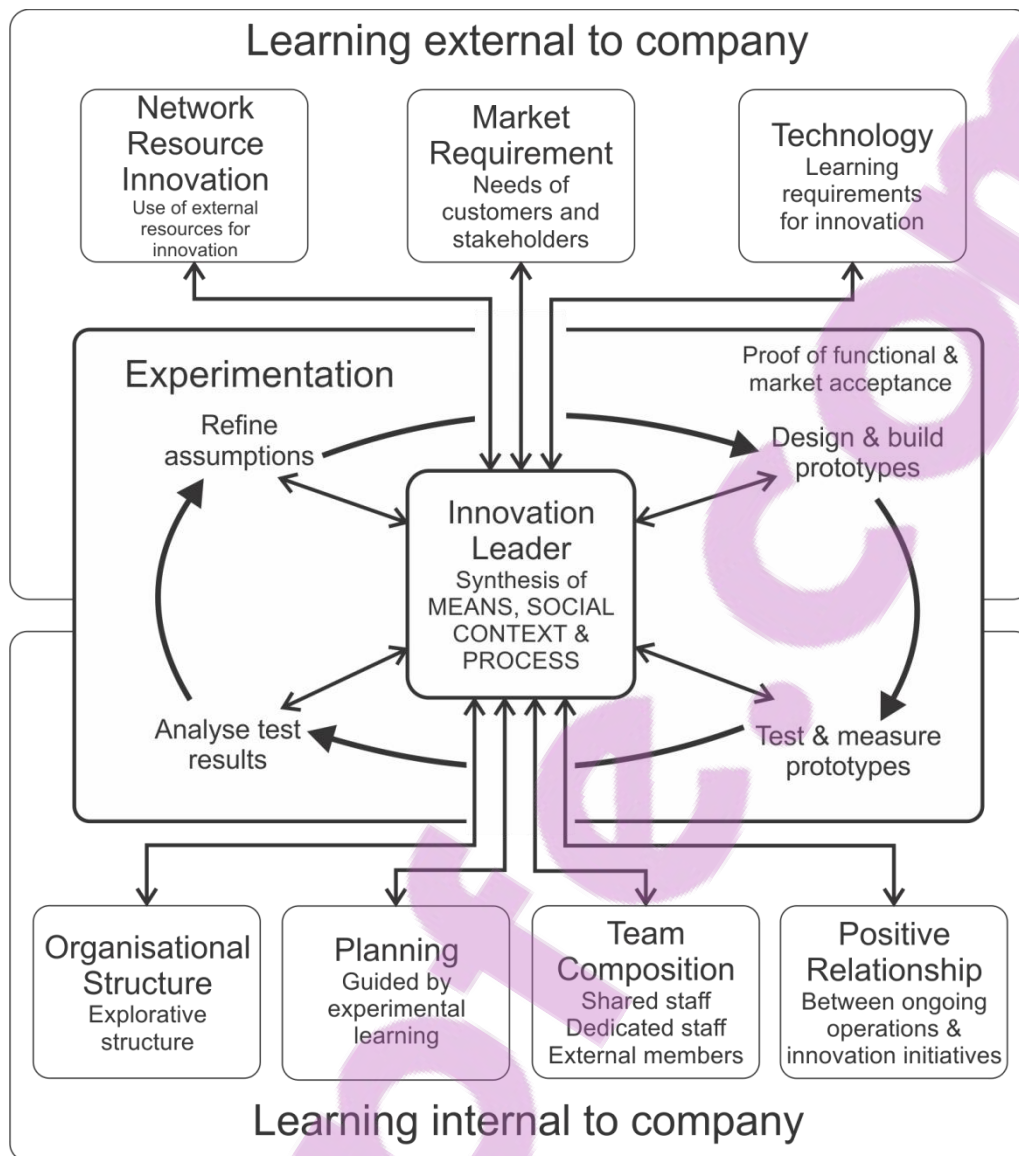 Learning external to company
Network
Resource
Innovation
Use of external
resources for
innovation
Market
Requirement
Needs of
customers and
stakeholders
Technology
Learning
requirements
for innovation
Experimentation
Proof of functional &
market acceptance
Refine
assumptions
Design & build
prototypes
Innovation
Leader
Synthesis of
MEANS, SOCIAL
CONTEXT &
PROCESS
Analyse test
results
Test & measure
prototypes
Organisational
Structure
Explorative
structure
Planning
Guided by
experimental
learning
Team
Composition
Shared staff
Dedicated staff
External members
Positive
Relationship
Between ongoing
operations &
innovation initiatives
Learning internal to company